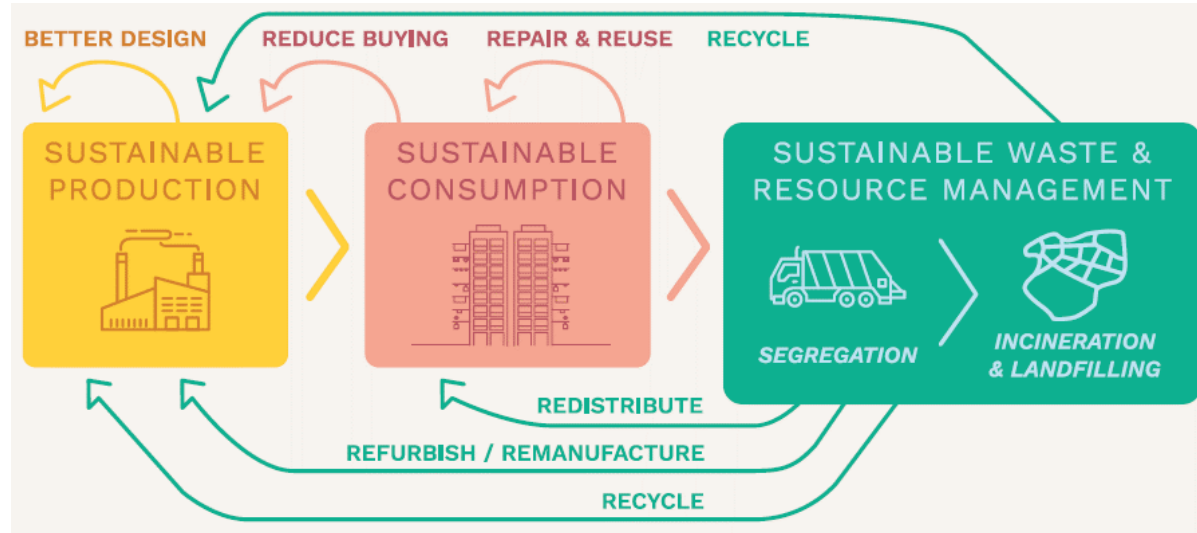 BETTER DESIGN
REDUCE BUYING
REPAIR & REUSE
RECYCLE
SUSTAINABLE
PRODUCTION
SUSTAINABLE
CONSUMPTION
SUSTAINABLE WASTE &
RESOURCE MANAGEMENT
SEGREGATION
INCINERATION
& LANDFILLING
REDISTRIBUTE
REFURBISH / REMANUFACTURE
RECYCLE